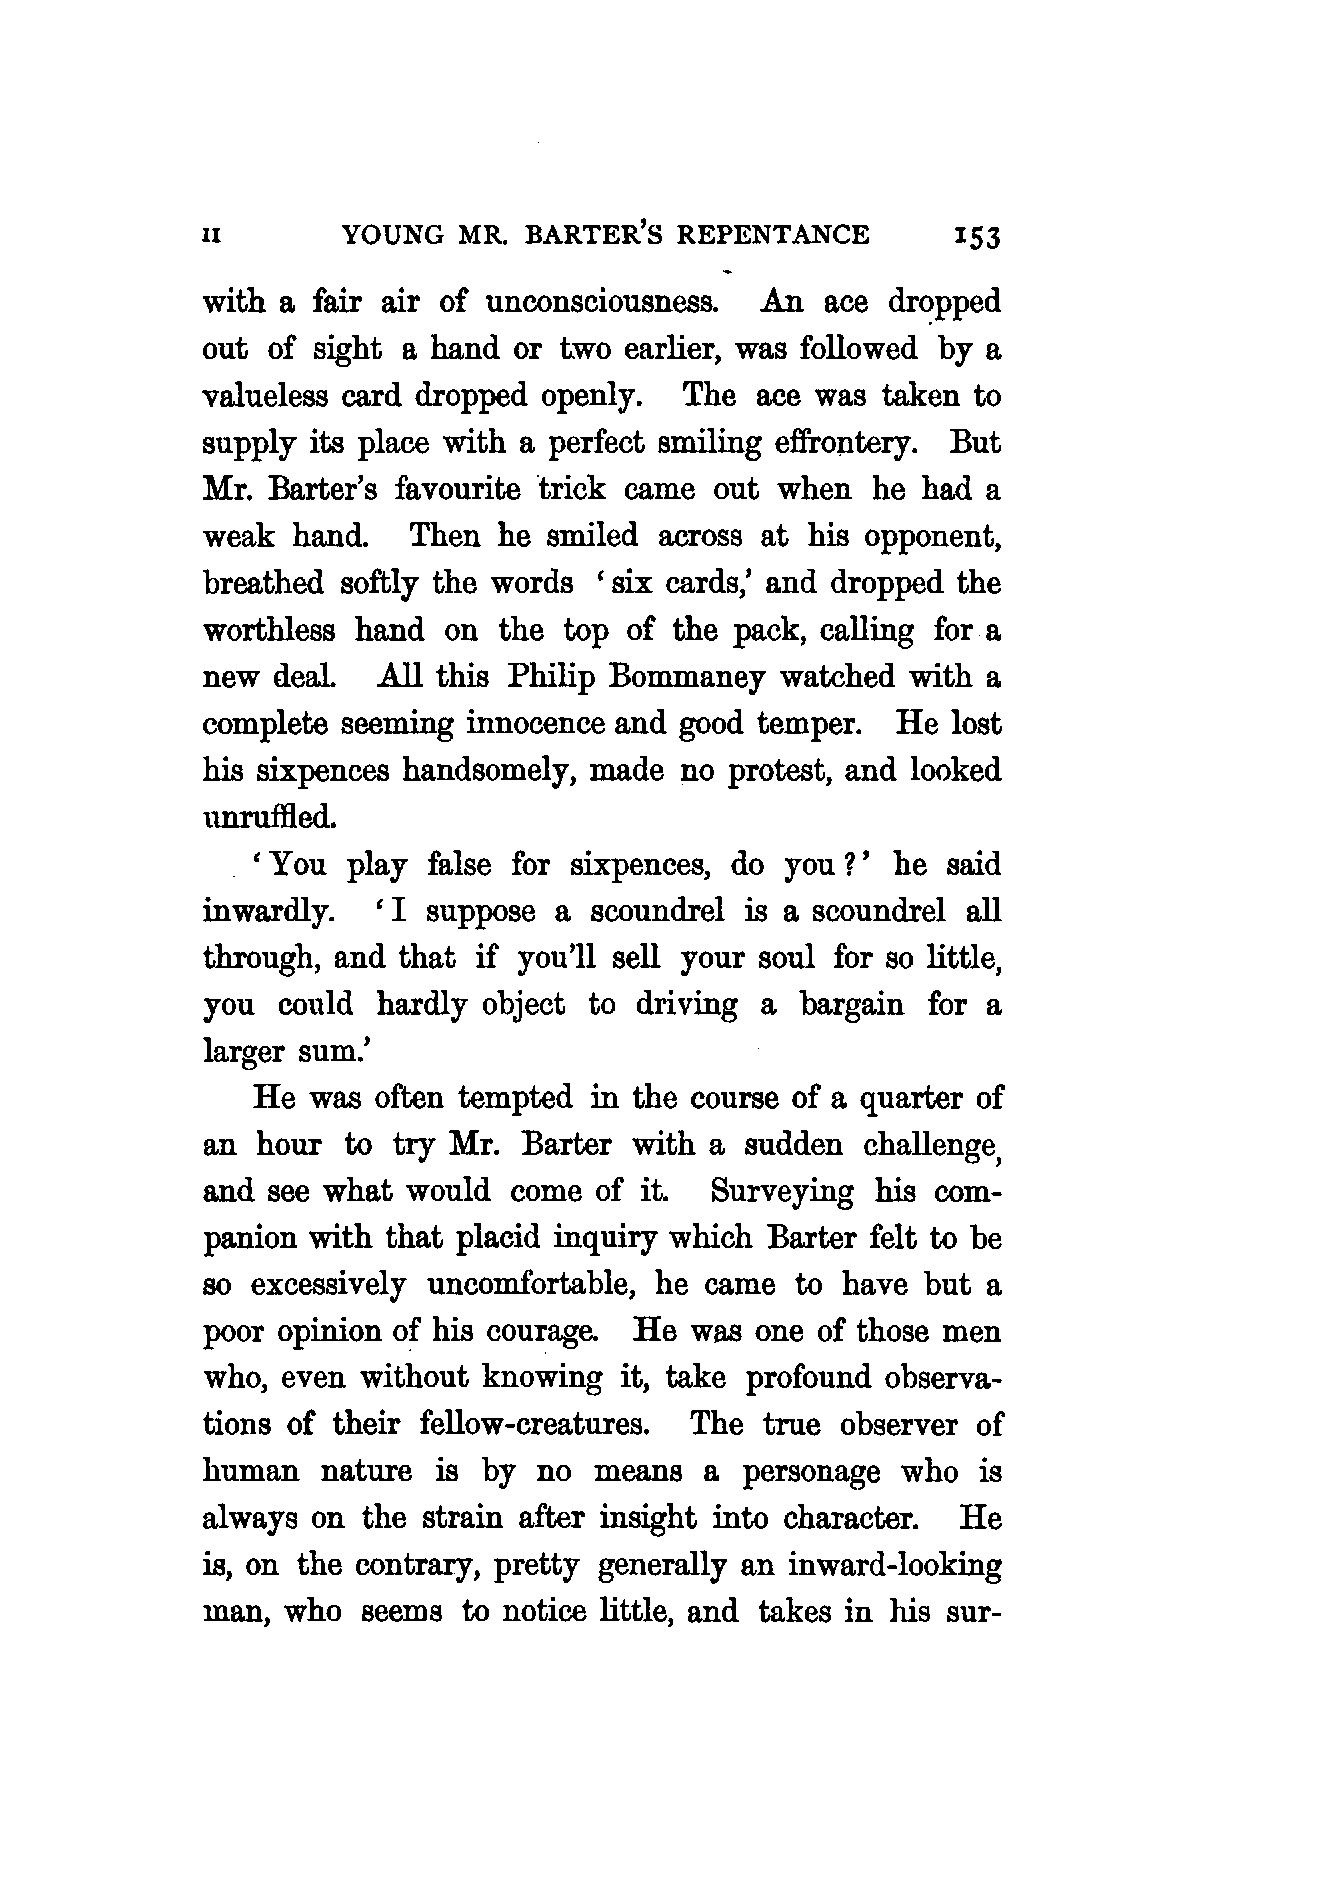 II YOUNG MR. BARTER'S REPENTANCE 153
with a fair air of unconsciousness. An ace dropped
out of sight a hand or two earlier, was followed by a
valueless card dropped openly. The ace was taken to
supply its place with a perfect smiling effrontery. But
Mr. Barter's favourite trick came out when he had a
weak hand. Then he smiled across at his opponent,
breathed softly the words ‘six cards,’ and dropped the
worthless hand on the top of the pack, calling for a
new deal. All this Philip Bommaney watched with a
complete seeming innocence and good temper. He lost
his sixpences handsomely, made no protest, and looked
unruffled.
‘You play false for sixpences, do you?’ he said
inwardly. ‘I suppose a scoundrel is a scoundrel all
through, and that if you'll sell your soul for so little,
you could hardly object to driving a bargain for a
larger sum.’
He was often tempted in the course of a quarter of
an hour to try Mr. Barter with a sudden challenge,
and see what would come of it. Surveying his com-
panion with that placid inquiry which Barter felt to be
so excessively uncomfortable, he came to have but a
poor opinion of his courage. He was one of those men
who, even without knowing it, take profound observa-
tions of their fellow-creatures. The true observer of
human nature is by no means a personage who is
always on the strain after insight into character. He
is, on the contrary, pretty generally an inward-looking
man, who seems to notice little, and takes in his sur-